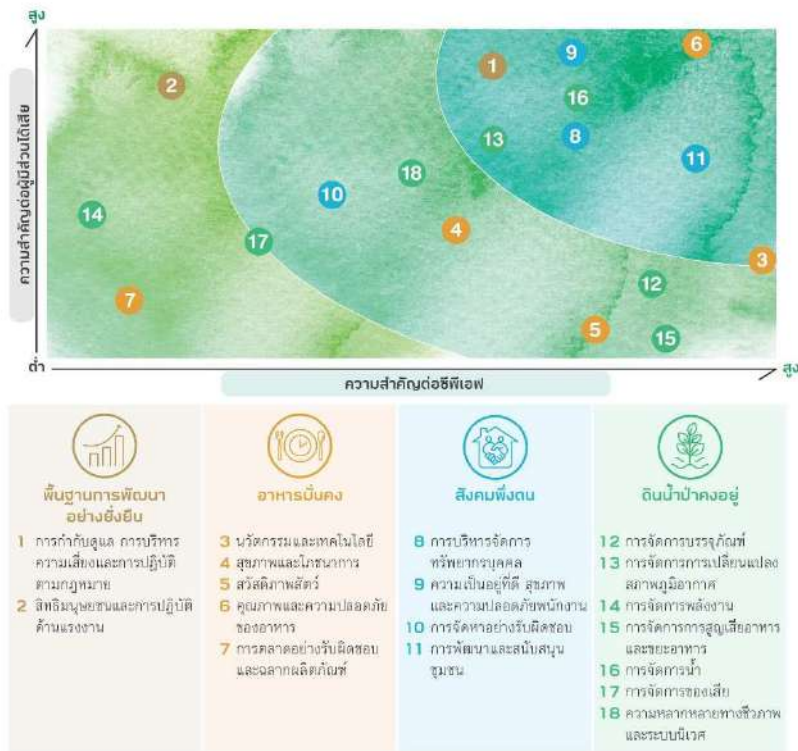 สูง
ความสำคัญต่อผู้มีส่วนได้เสีย
6
9
1
2
16
13
8
11
18
10
14
4
17
3
12
7
5
15
ต่ำ
สูง
ความสำคัญต่อซีพีเอฟ
พื้นฐานการพัฒนา
อย่างยั่งยืน
1 การกำกับดูแล การบริหาร
ความเสี่ยงและการปฏิบัติ
ตามกฎหมาย
2 สิทธิมนุษยชนและการปฏิบัติ
ด้านแรงงาน
อาหารมั่นคง
3 นวัตกรรมและเทคโนโลยี
4 สุขภาพและโภชนาการ
5 สวัสดิภาพสัตว์
6 คุณภาพและความปลอดภัย
ของอาหาร
7 การตลาดอย่างรับผิดชอบ
และฉลากผลิตภัณฑ์
สังคมพึ่งตน
8 การบริหารจัดการ
ทรัพยากรบุคคล
9 ความเป็นอยู่ที่ดี สุขภาพ
และความปลอดภัยพนักงาน
10 การจัดหาอย่างรับผิดชอบ
11 การพัฒนาและสนับสนุน
ชุมชน
ดินน้ำป่าคงอยู่
12 การจัดการบรรจุภัณฑ์
13 การจัดการการเปลี่ยนแปลง
สภาพภูมิอากาศ
14 การจัดการพลังงาน
15 การจัดการการสูญเสียอาหาร
และขยะอาหาร
16 การจัดการน้ำ
17 การจัดการของเสีย
18 ความหลากหลายทางชีวภาพ
และระบบนิเวศ